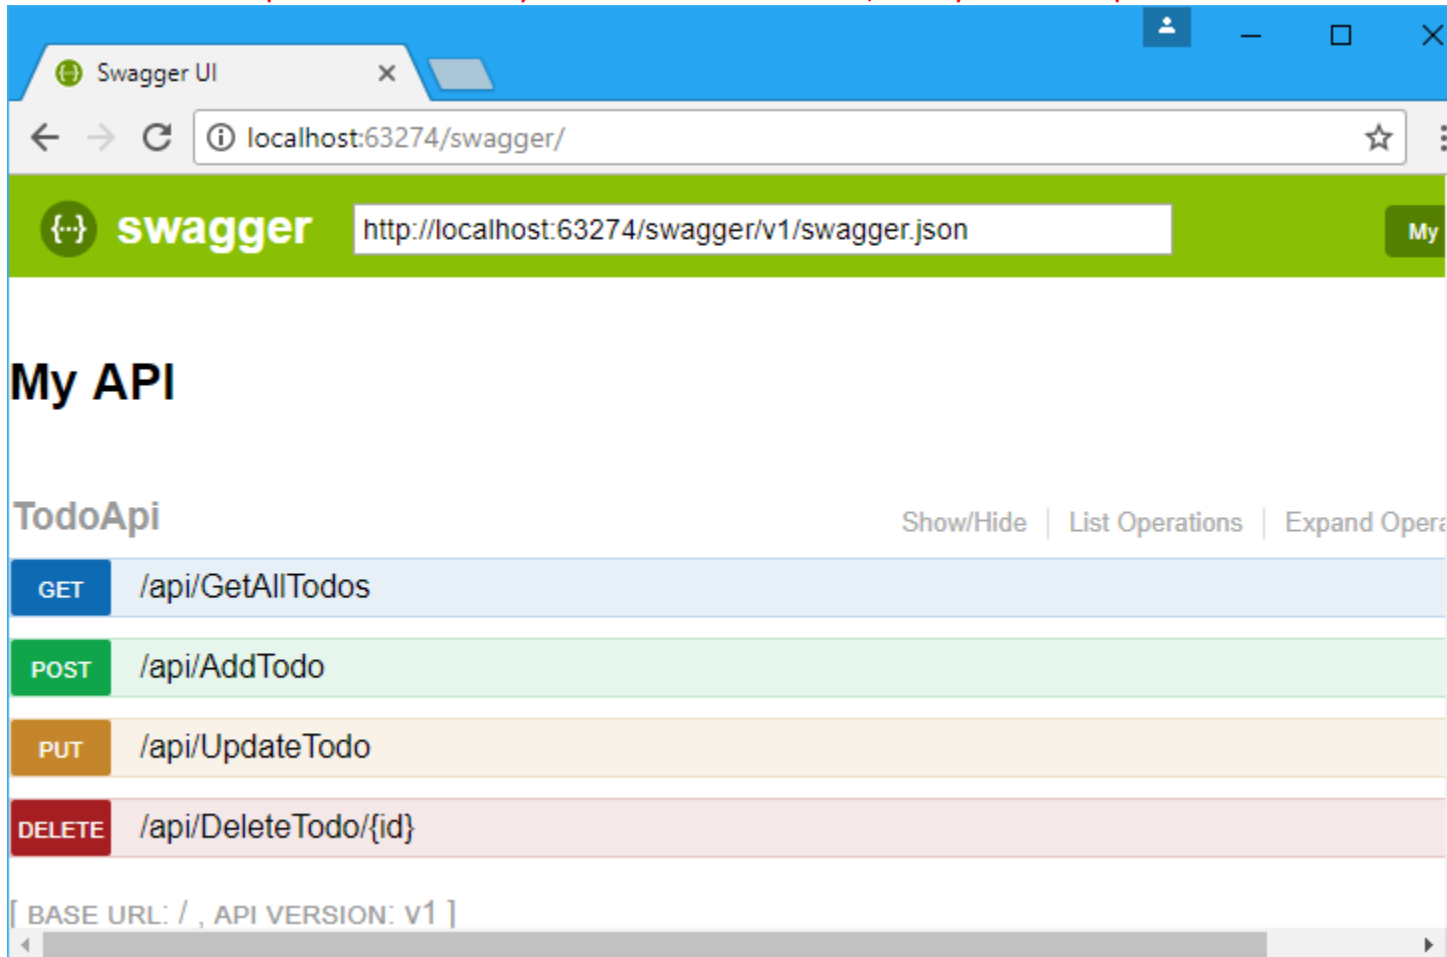 Swagger UI
localhost:63274/swagger/
swagger http://localhost:63274/swagger/v1/swagger.json My
My API
TodoApi Show/Hide List Operations Expand Opera
GET /api/GetAllTodos
POST /api/AddTodo
PUT /api/UpdateTodo
DELETE /api/DeleteTodo/{id}
[ BASE URL: / , API VERSION: V1 ]